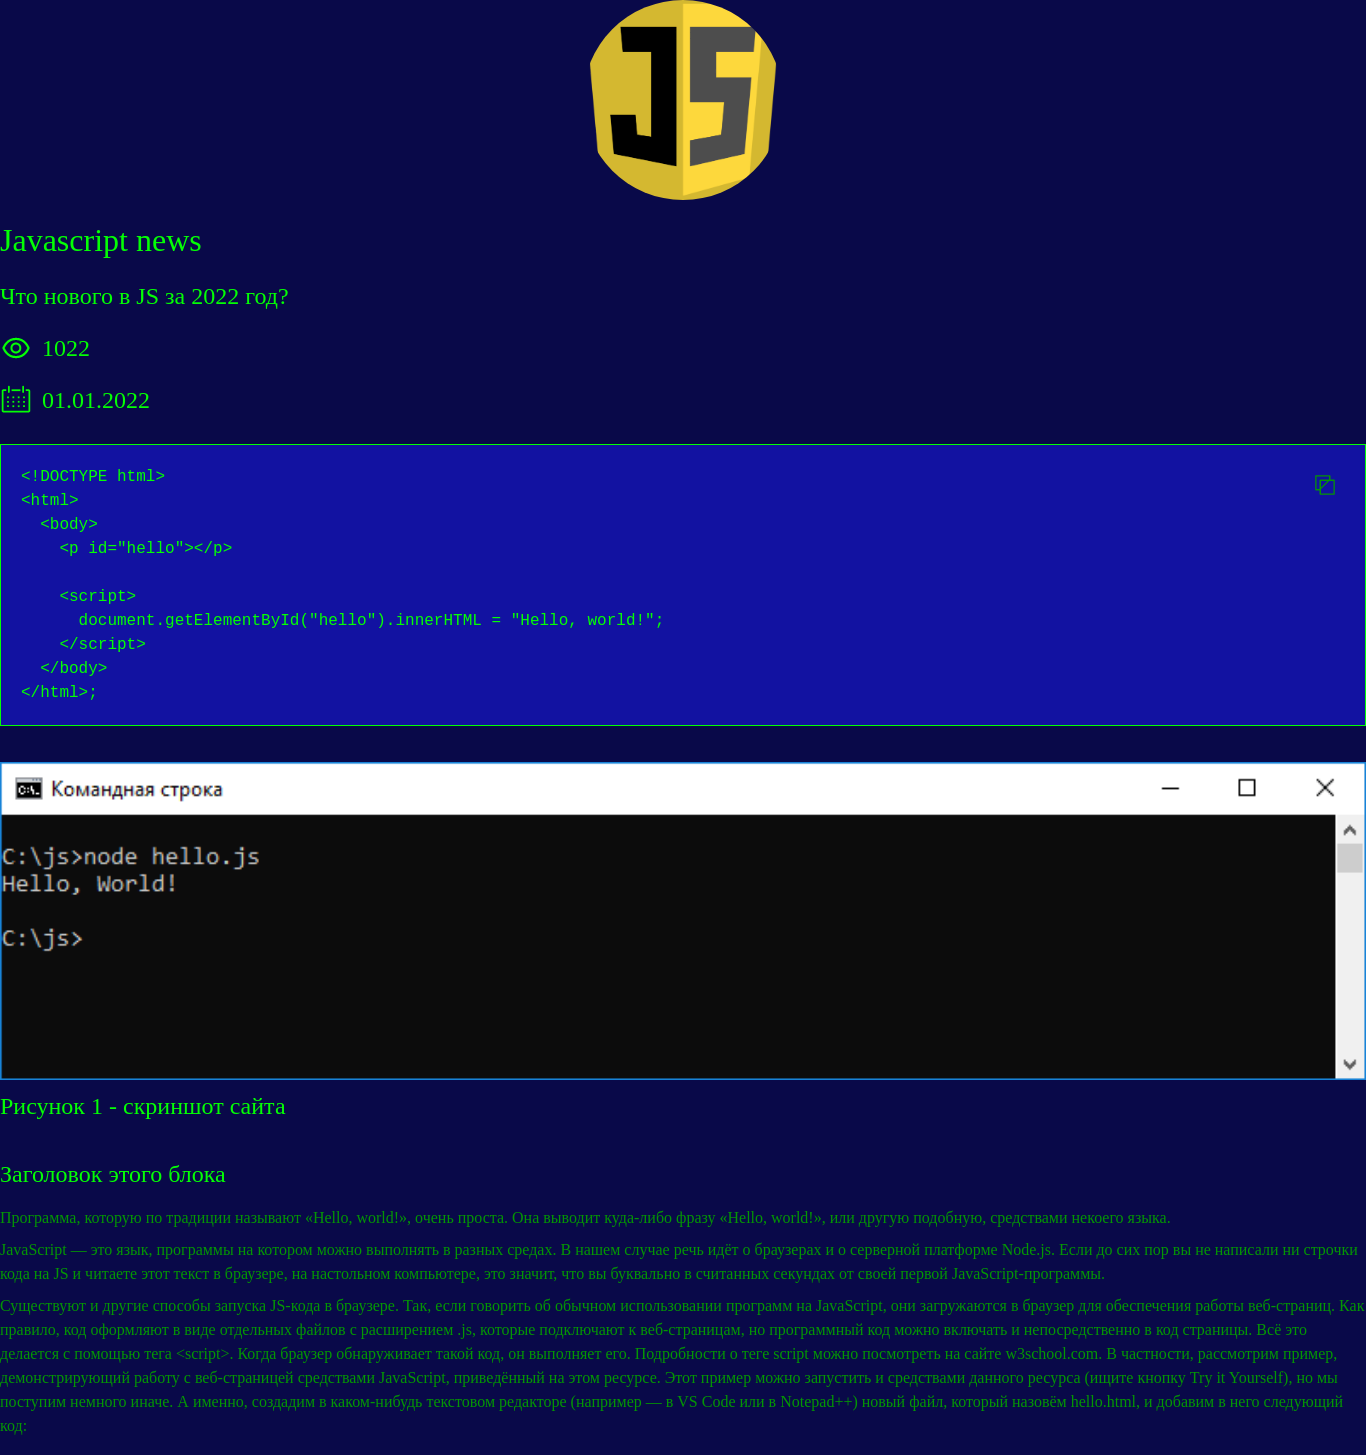 JS
Javascript news
Что нового в JS за 2022 год?
1022
01.01.2022
<!DOCTYPE html>
<html>
<body>
<p id="hello"></p>
<script>
document.getElementById("hello").innerHTML = "Hello, world!";
</script>
</body>
</html>;
C:\. Командная строка
C:\js>node hello.js
Hello, World!
C:\js>
Рисунок 1 - скриншот сайта
Заголовок этого блока
Программа, которую по традиции называют «Hello, world!», очень проста. Она выводит куда-либо фразу «Hello, world!», или другую подобную, средствами некоего языка.
JavaScript — это язык, программы на котором можно выполнять в разных средах. В нашем случае речь идёт о браузерах и о серверной платформе Node.js. Если до сих пор вы не написали ни строчки
кода на JS и читаете этот текст в браузере, на настольном компьютере, это значит, что вы буквально в считанных секундах от своей первой JavaScript-программы.
Существуют и другие способы запуска JS-кода в браузере. Так, если говорить об обычном использовании программ на JavaScript, они загружаются в браузер для обеспечения работы веб-страниц. Как
правило, код оформляют в виде отдельных файлов с расширением .js, которые подключают к веб-страницам, но программный код можно включать и непосредственно в код страницы. Всё это
делается с помощью тега <script>. Когда браузер обнаруживает такой код, он выполняет его. Подробности о теге script можно посмотреть на сайте w3school.com. В частности, рассмотрим пример,
демонстрирующий работу с веб-страницей средствами JavaScript, приведённый на этом ресурсе. Этот пример можно запустить и средствами данного ресурса (ищите кнопку Try it Yourself), но мы
поступим немного иначе. А именно, создадим в каком-нибудь текстовом редакторе (например — в VS Code или в Notepad++) новый файл, который назовём hello.html, и добавим в него следующий
код: